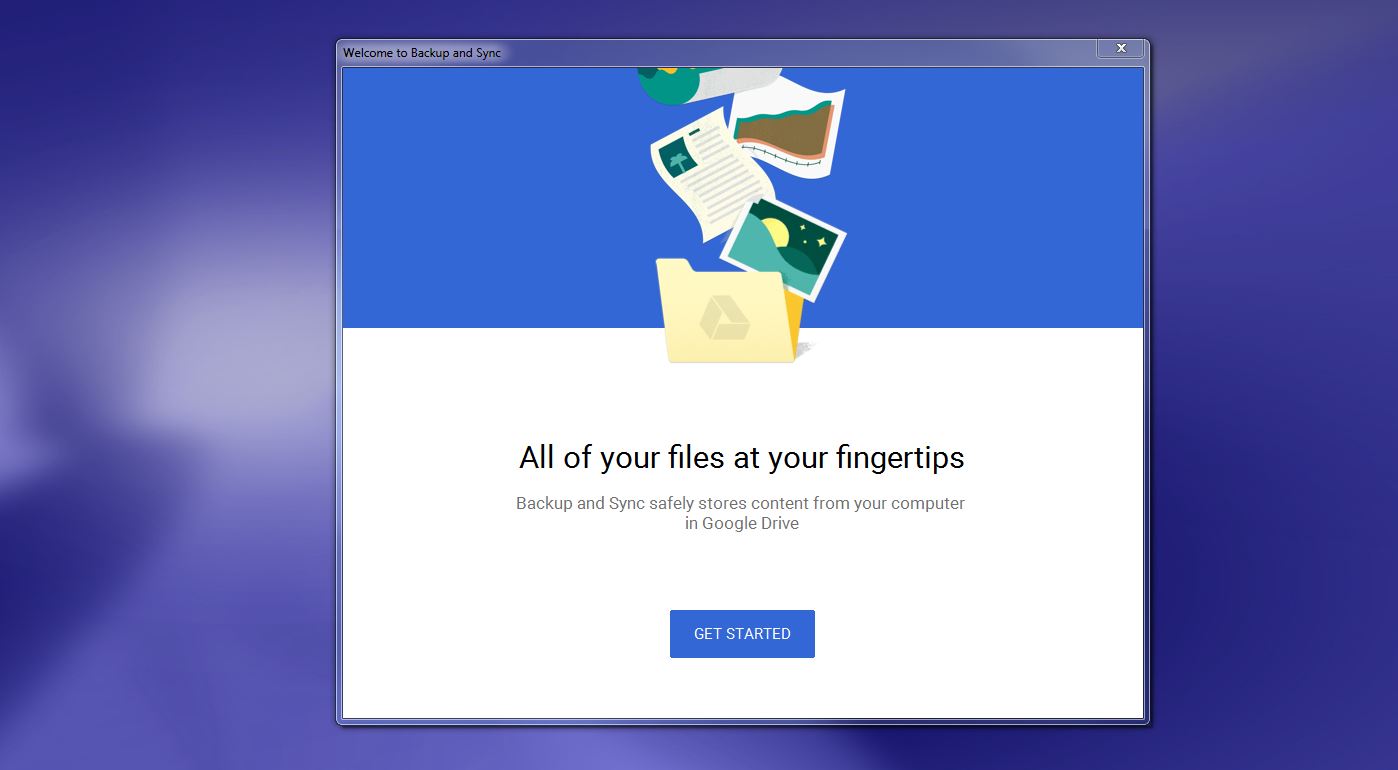 Welcome to Backup and Sync
X
All of your files at your fingertips
Backup and Sync safely stores content from your computer
in Google Drive
GET STARTED